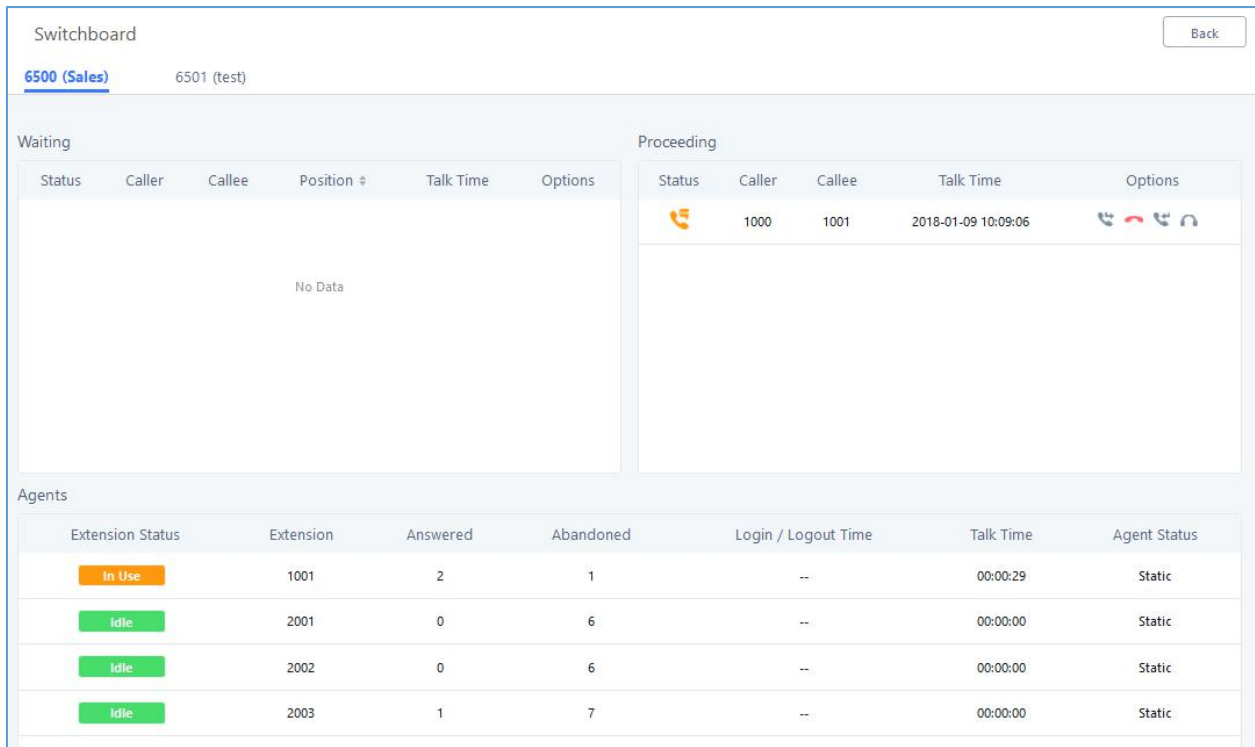 Switchboard
Back
6500 (Sales) 6501 (test)
Waiting
Status Caller Callee Position Talk Time Options
No Data
Proceeding
Status Caller Callee Talk Time Options
1000 1001 2018-01-09 10:09:06
Agents
Extension Status Extension Answered Abandoned Login / Logout Time Talk Time Agent Status
In Use 1001 2 1 -- 00:00:29 Static
Idle 2001 0 6 -- 00:00:00 Static
Idle 2002 0 6 -- 00:00:00 Static
Idle 2003 1 7 -- 00:00:00 Static